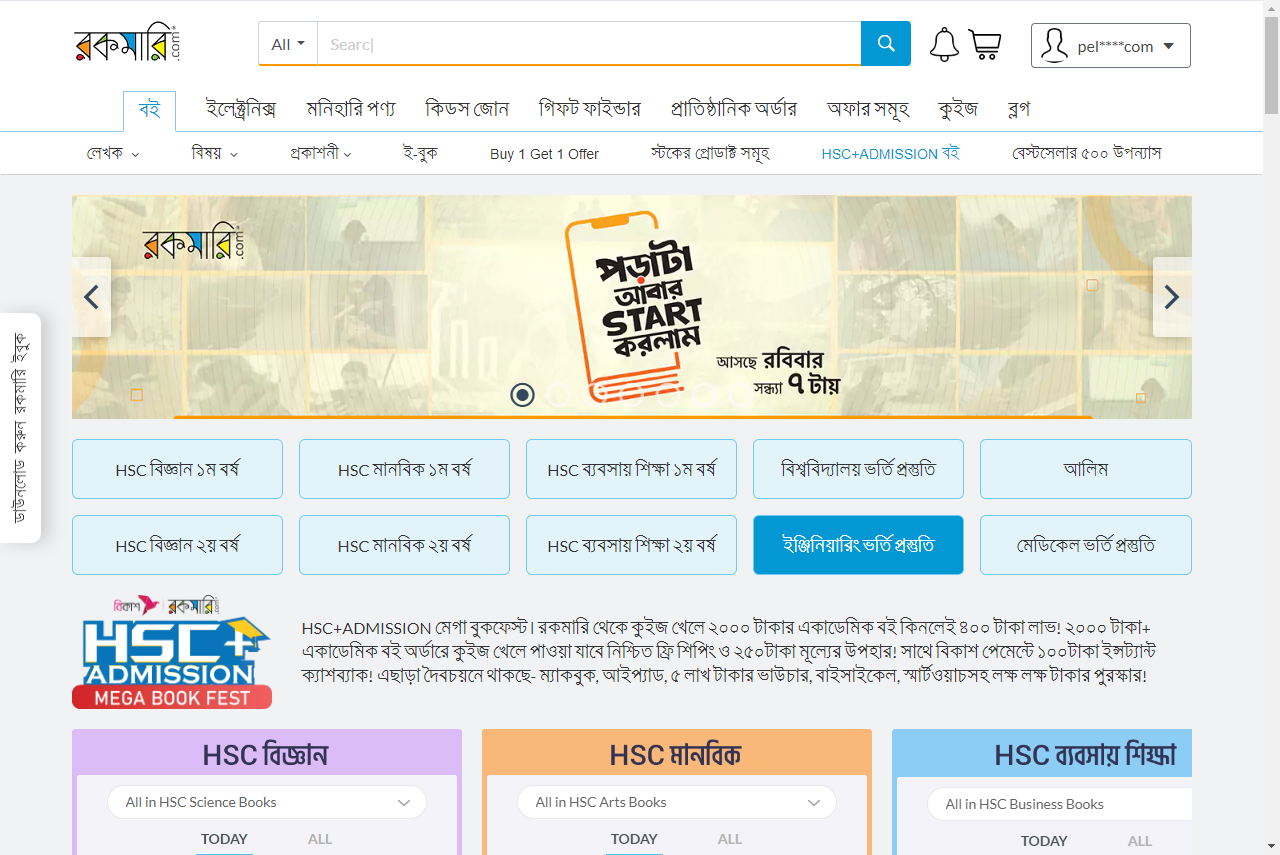 রকমারি.com
All
Searc
pel****com
বই
ইলেক্ট্রনিক্স
মনিহারি পণ্য
কিডস জোন
গিফট ফাইন্ডার
প্রাতিষ্ঠানিক অর্ডার
অফার সমূহ
কুইজ
ব্লগ
লেখক
বিষয়
প্রকাশনী
ই-বুক
Buy 1 Get 1 Offer
স্টকের প্রোডাক্ট সমূহ
HSC+ADMISSION বই
বেস্টসেলার ৫০০ উপন্যাস
রকমারি.com
পড়াটা
আবার
START
করলাম
আসছে রবিবার
সন্ধ্যা ৭ টায়
ডাউনলোড করুন রকমারি ইবুক
HSC বিজ্ঞান ১ম বর্ষ
HSC মানবিক ১ম বর্ষ
HSC ব্যবসায় শিক্ষা ১ম বর্ষ
বিশ্ববিদ্যালয় ভর্তি প্রস্তুতি
আলিম
HSC বিজ্ঞান ২য় বর্ষ
HSC মানবিক ২য় বর্ষ
HSC ব্যবসায় শিক্ষা ২য় বর্ষ
ইঞ্জিনিয়ারিং ভর্তি প্রস্তুতি
মেডিকেল ভর্তি প্রস্তুতি
বিকাশ রকমারি.com
HSC+
ADMISSION
MEGA BOOK FEST
HSC+ADMISSION মেগা বুকফেস্ট। রকমারি থেকে কুইজ খেলে ২০০০ টাকার একাডেমিক বই কিনলেই ৪০০ টাকা লাভ! ২০০০ টাকা+
একাডেমিক বই অর্ডারে কুইজ খেলে পাওয়া যাবে নিশ্চিত ফ্রি শিপিং ও ২৫০টাকা মূল্যের উপহার! সাথে বিকাশ পেমেন্টে ১০০টাকা ইন্সট্যান্ট
ক্যাশব্যাক! এছাড়া দৈবচয়নে থাকছে- ম্যাকবুক, আইপ্যাড, ৫ লাখ টাকার ভাউচার, বাইসাইকেল, স্মার্টওয়াচসহ লক্ষ লক্ষ টাকার পুরস্কার!
HSC বিজ্ঞান
HSC মানবিক
HSC ব্যবসায় শিক্ষা
All in HSC Science Books
All in HSC Arts Books
All in HSC Business Books
TODAY
ALL
TODAY
ALL
TODAY
ALL